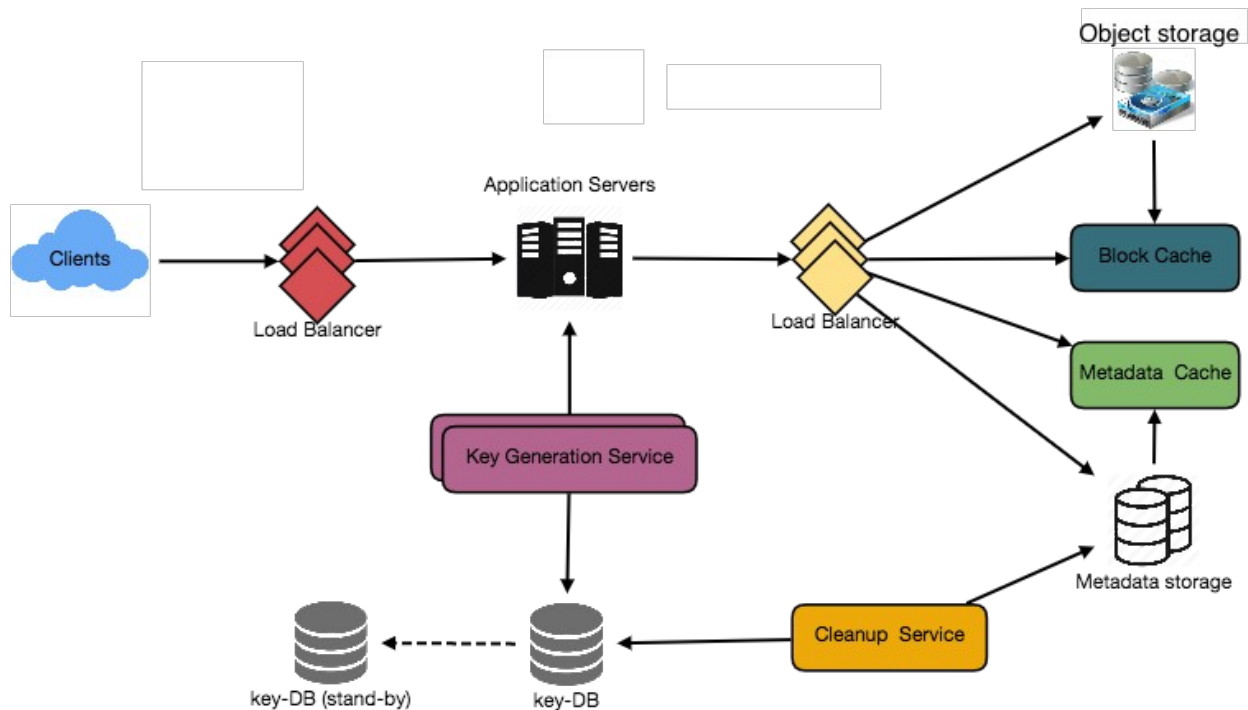 Object storage
Application Servers
Clients
Block Cache
Load Balancer
Load Balancer
Metadata Cache
Key Generation Service
Metadata storage
Cleanup Service
key-DB (stand-by)
key-DB